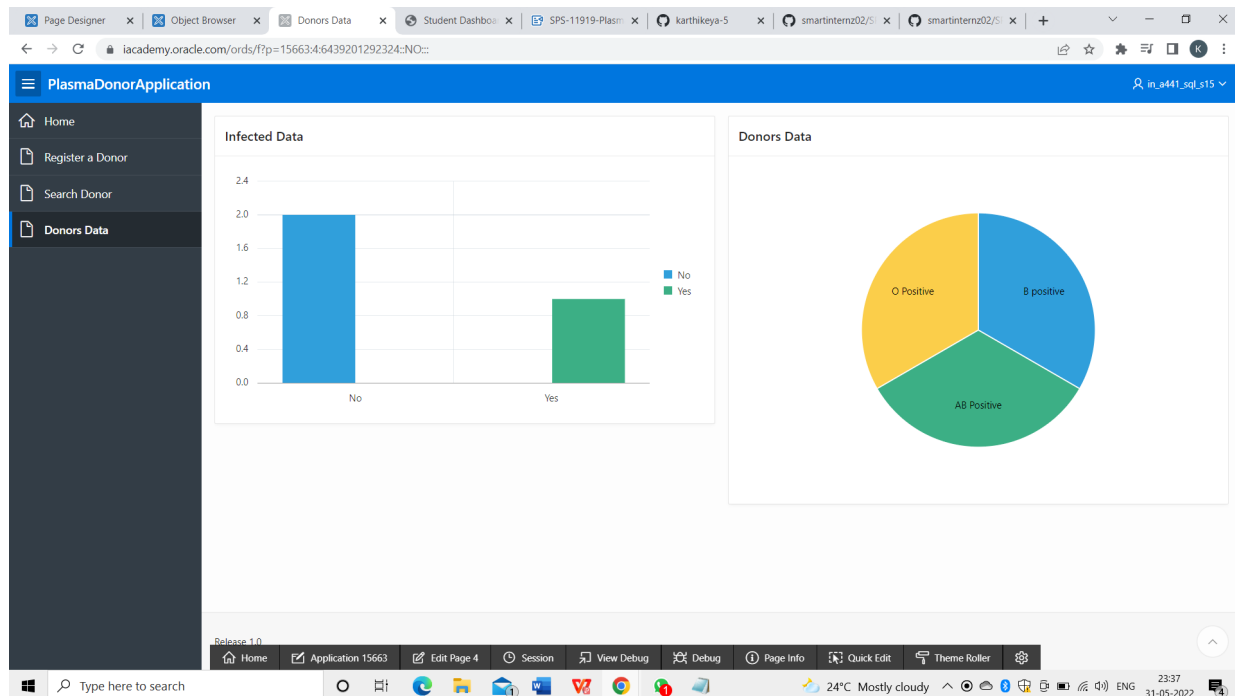 Page Designer
Object Browser
Donors Data
Student Dashboa
SPS-11919-Plasm
karthikeya-5
smartinternz02/S
smartinternz02/S
iacademy.oracle.com/ords/f?p=15663:4:6439201292324::NO:::
K
PlasmaDonorApplication
in_a441_sql_s15
Home
Register a Donor
Search Donor
Donors Data
Infected Data
2.4
2.0
1.6
1.2
0.8
0.4
0.0
No
Yes
No
Yes
Donors Data
O Positive
B positive
AB Positive
Release 1.0
Home
Application 15663
Edit Page 4
Session
View Debug
Debug
Page Info
Quick Edit
Theme Roller
Type here to search
1
1
24°C Mostly cloudy
ENG
23:37
31-05-2022
4